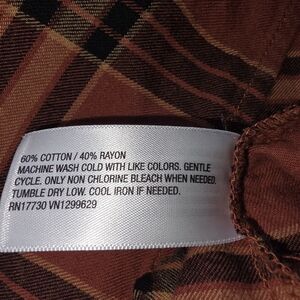 60% COTTON / 40% RAYON
MACHINE WASH COLD WITH LIKE COLORS. GENTLE
CYCLE. ONLY NON CHLORINE BLEACH WHEN NEEDED.
TUMBLE DRY LOW. COOL IRON IF NEEDED.
RN17730 VN1299629